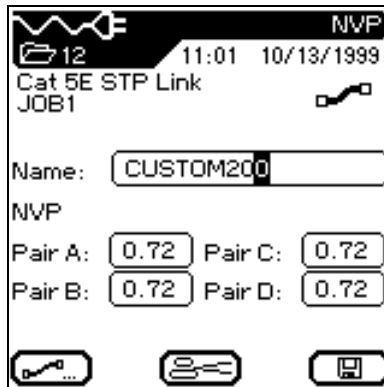 NVP
12 11:01 10/13/1999
Cat 5E STP Link
JOB1
Name: CUSTOM200
NVP
Pair A: 0.72 Pair C: 0.72
Pair B: 0.72 Pair D: 0.72
...